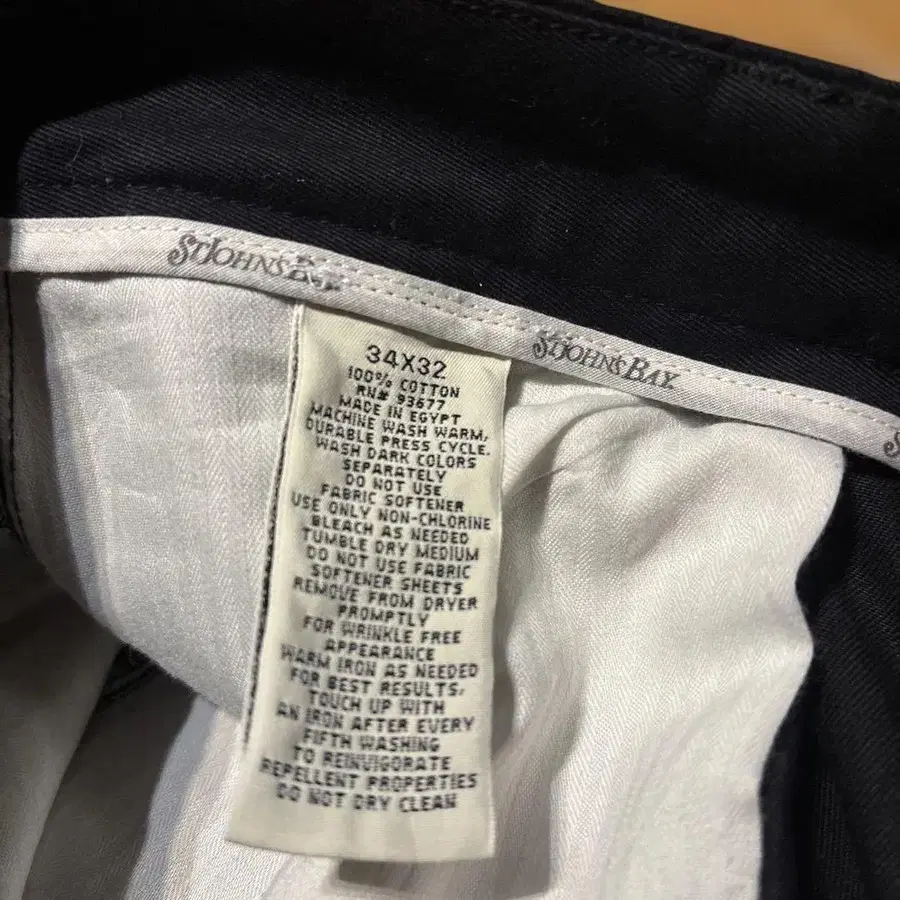 STJOHN'S BAY
STJOHN'S BAY.
34X32
100% COTTON
RN# 93677
MADE IN EGYPT
MACHINE WASH WARM,
DURABLE PRESS CYCLE.
WASH DARK COLORS
SEPARATELY
DO NOT USE
FABRIC SOFTENER
USE ONLY NON-CHLORINE
BLEACH AS NEEDED
TUMBLE DRY MEDIUM
DO NOT USE FABRIC
SOFTENER SHEETS
REMOVE FROM DRYER
PROMPTLY
FOR WRINKLE FREE
APPEARANCE
WARM IRON AS NEEDED
FOR BEST RESULTS,
TOUCH UP WITH
AN IRON AFTER EVERY
FIFTH WASHING
TO REINVIGORATE
REPELLENT PROPERTIES
DO NOT DRY CLEAN